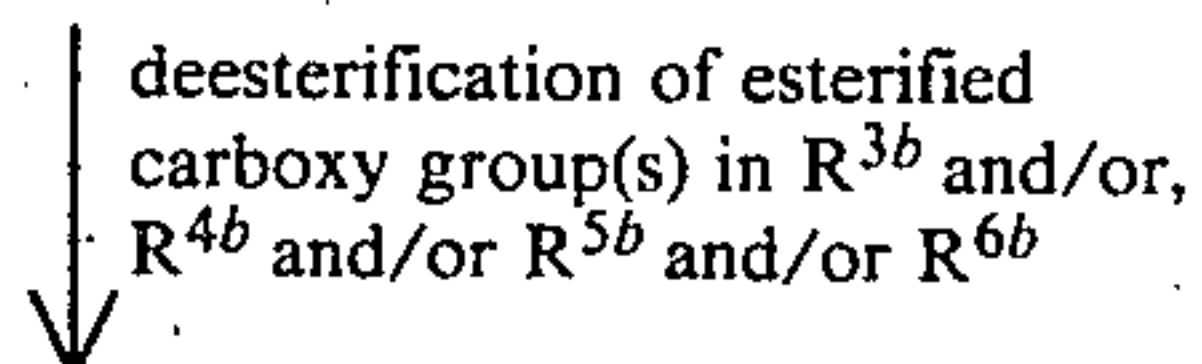 deesterification of esterified
carboxy group(s) in R³ᵇ and/or,
R⁴ᵇ and/or R⁵ᵇ and/or R⁶ᵇ